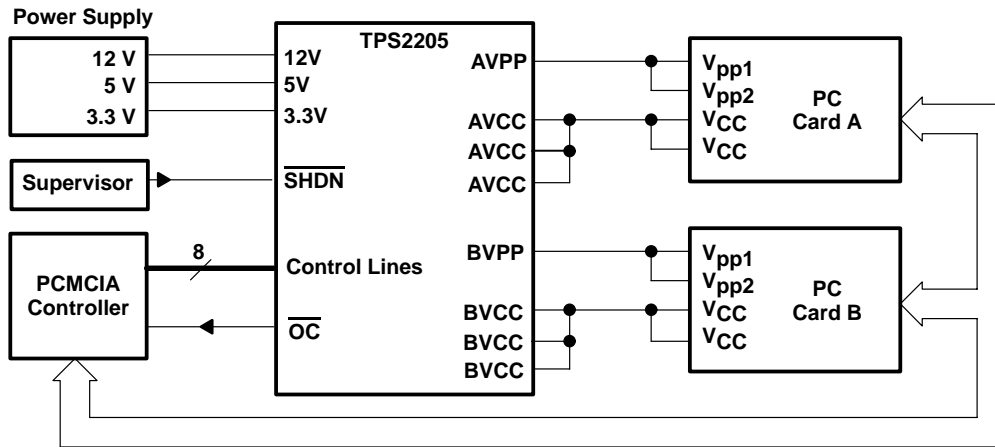 Power Supply
12 V
5 V
3.3 V
Supervisor
PCMCIA
Controller
8
TPS2205
12V
5V
3.3V
SHDN
Control Lines
OC
AVPP
AVCC
AVCC
AVCC
BVPP
BVCC
BVCC
BVCC
Vpp1
Vpp2
VCC
VCC
PC
Card A
Vpp1
Vpp2
VCC
VCC
PC
Card B